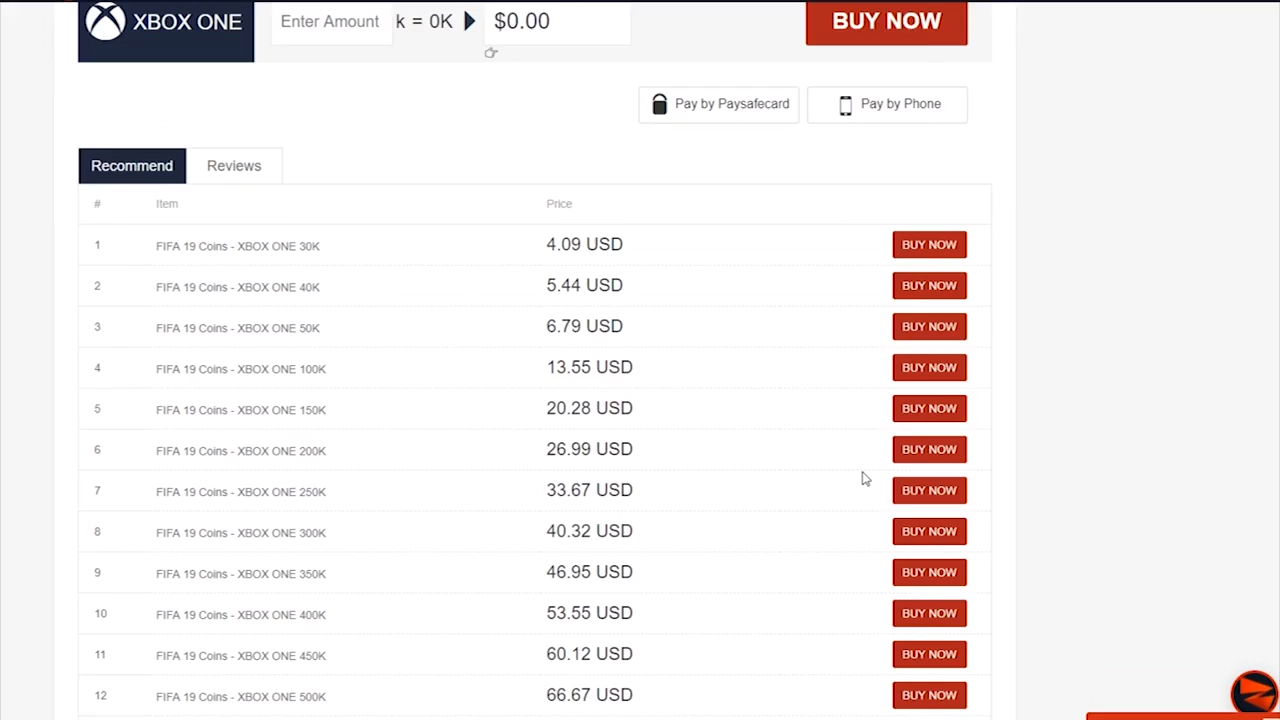 XBOX ONE Enter Amount k = 0K $0.00 BUY NOW
Pay by Paysafecard Pay by Phone
Recommend Reviews
# Item Price
1 FIFA 19 Coins - XBOX ONE 30K 4.09 USD BUY NOW
2 FIFA 19 Coins - XBOX ONE 40K 5.44 USD BUY NOW
3 FIFA 19 Coins - XBOX ONE 50K 6.79 USD BUY NOW
4 FIFA 19 Coins - XBOX ONE 100K 13.55 USD BUY NOW
5 FIFA 19 Coins - XBOX ONE 150K 20.28 USD BUY NOW
6 FIFA 19 Coins - XBOX ONE 200K 26.99 USD BUY NOW
7 FIFA 19 Coins - XBOX ONE 250K 33.67 USD BUY NOW
8 FIFA 19 Coins - XBOX ONE 300K 40.32 USD BUY NOW
9 FIFA 19 Coins - XBOX ONE 350K 46.95 USD BUY NOW
10 FIFA 19 Coins - XBOX ONE 400K 53.55 USD BUY NOW
11 FIFA 19 Coins - XBOX ONE 450K 60.12 USD BUY NOW
12 FIFA 19 Coins - XBOX ONE 500K 66.67 USD BUY NOW